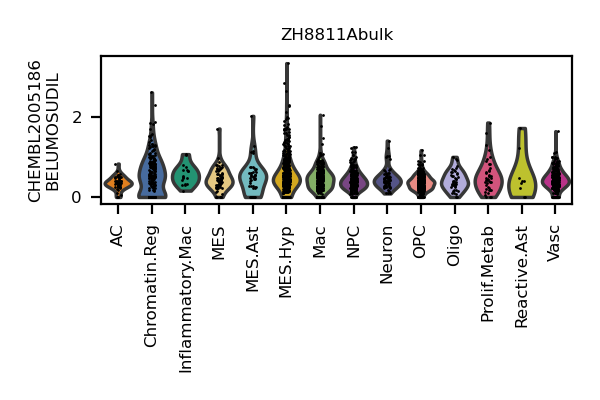 ZH8811Abulk
CHEMBL2005186
BELUMOSUDIL
2
0
AC
Chromatin.Reg
Inflammatory.Mac
MES
MES.Ast
MES.Hyp
Mac
NPC
Neuron
OPC
Oligo
Prolif.Metab
Reactive.Ast
Vasc